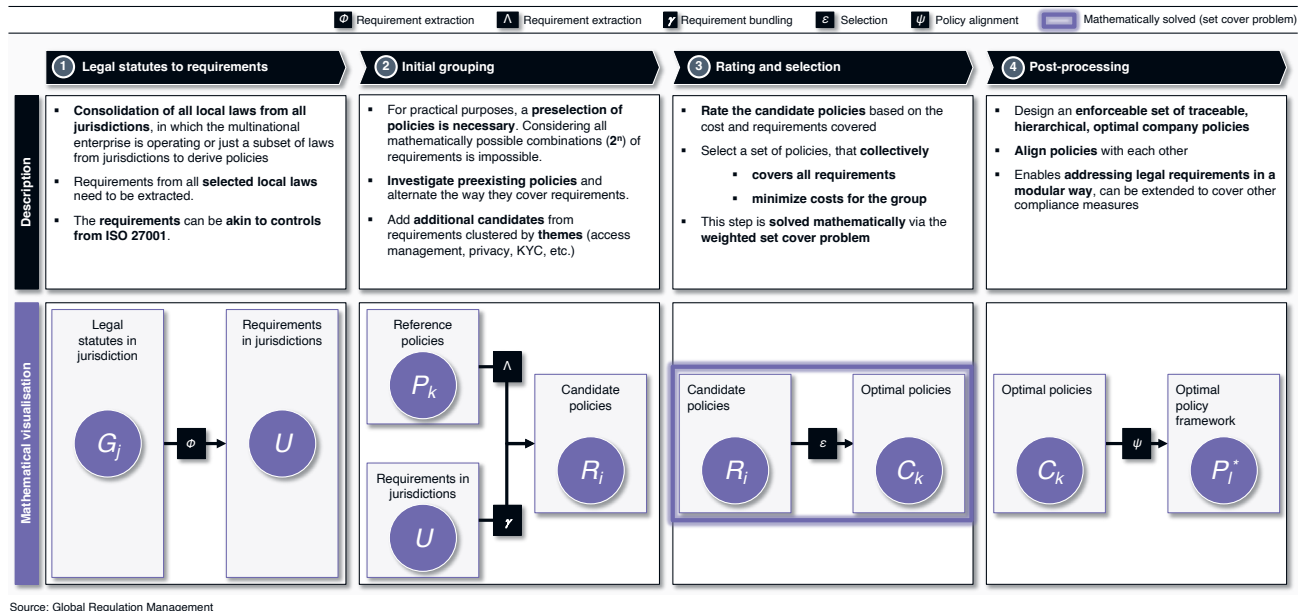 Φ Requirement extraction
Λ Requirement extraction
γ Requirement bundling
ε Selection
ψ Policy alignment
Mathematically solved (set cover problem)
1 Legal statutes to requirements
2 Initial grouping
3 Rating and selection
4 Post-processing
Description
▪ Consolidation of all local laws from all
jurisdictions, in which the multinational
enterprise is operating or just a subset of laws
from jurisdictions to derive policies
▪ Requirements from all selected local laws
need to be extracted.
▪ The requirements can be akin to controls
from ISO 27001.
▪ For practical purposes, a preselection of
policies is necessary. Considering all
mathematically possible combinations (2ⁿ) of
requirements is impossible.
▪ Investigate preexisting policies and
alternate the way they cover requirements.
▪ Add additional candidates from
requirements clustered by themes (access
management, privacy, KYC, etc.)
▪ Rate the candidate policies based on the
cost and requirements covered
▪ Select a set of policies, that collectively
▪ covers all requirements
▪ minimize costs for the group
▪ This step is solved mathematically via the
weighted set cover problem
▪ Design an enforceable set of traceable,
hierarchical, optimal company policies
▪ Align policies with each other
▪ Enables addressing legal requirements in a
modular way, can be extended to cover other
compliance measures
Mathematical visualisation
Legal
statutes in
jurisdiction
G_j
Φ
Requirements
in jurisdictions
U
Reference
policies
P_k
Λ
Requirements in
jurisdictions
U
γ
Candidate
policies
R_i
Candidate
policies
R_i
ε
Optimal policies
C_k
Optimal policies
C_k
ψ
Optimal
policy
framework
P_l^*
Source: Global Regulation Management